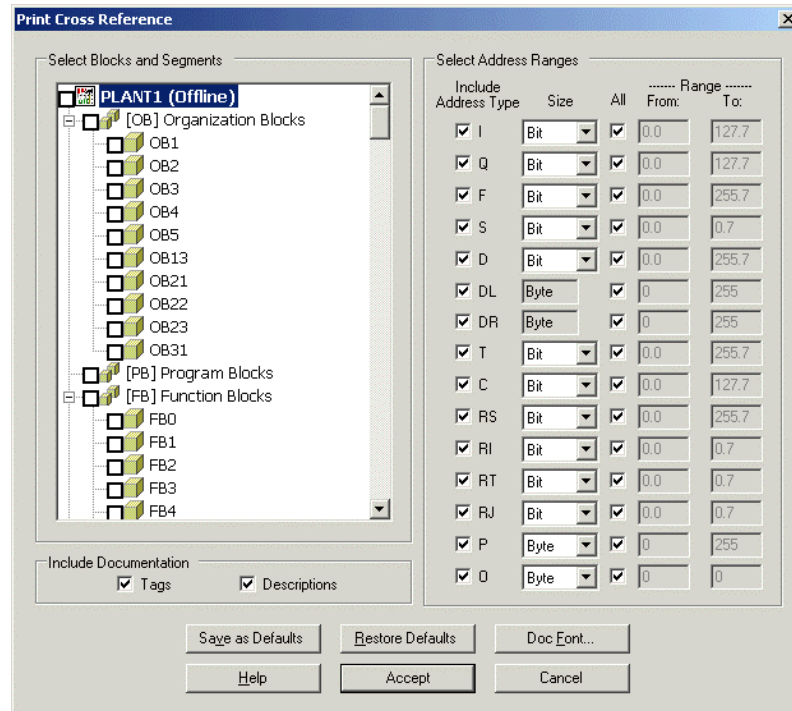 Print Cross Reference
Select Blocks and Segments
PLANT1 (Offline)
[OB] Organization Blocks
OB1
OB2
OB3
OB4
OB5
OB13
OB21
OB22
OB23
OB31
[PB] Program Blocks
[FB] Function Blocks
FB0
FB1
FB2
FB3
FB4
Include Documentation
Tags Descriptions
Select Address Ranges
Include ------- Range -------
Address Type Size All From: To:
I Bit 0.0 127.7
Q Bit 0.0 127.7
F Bit 0.0 255.7
S Bit 0.0 0.7
D Bit 0.0 255.7
DL Byte 0 255
DR Byte 0 255
T Bit 0.0 255.7
C Bit 0.0 127.7
RS Bit 0.0 255.7
RI Bit 0.0 0.7
RT Bit 0.0 0.7
RJ Bit 0.0 0.7
P Byte 0 255
O Byte 0 0
Save as Defaults Restore Defaults Doc Font...
Help Accept Cancel